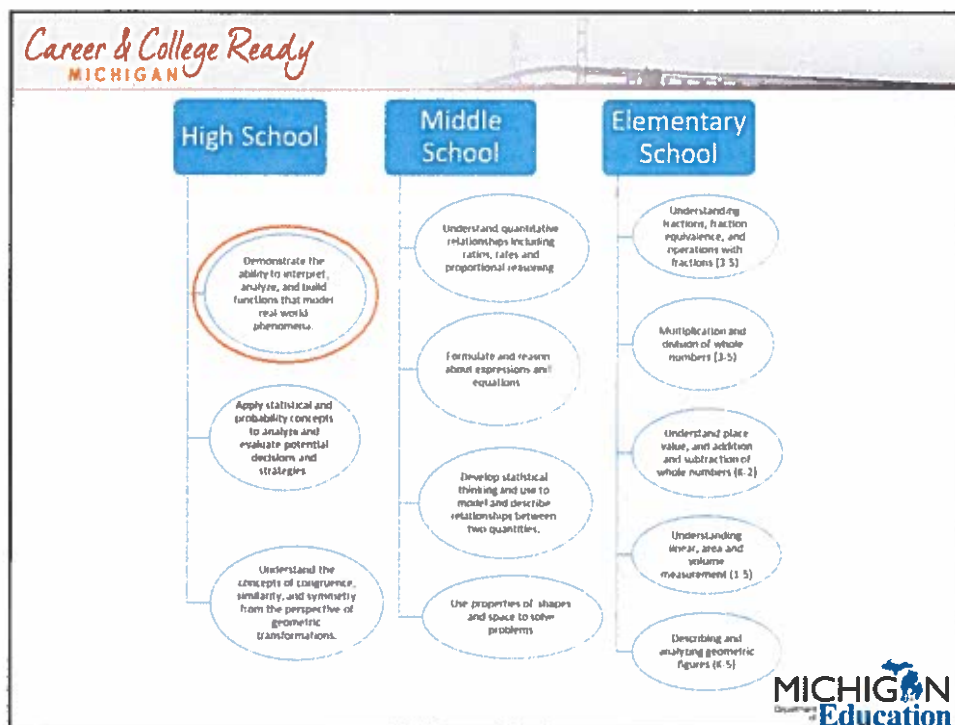 Career & College Ready
MICHIGAN
High School
Demonstrate the
ability to interpret,
analyze, and build
functions that model
real world
phenomena.
Apply statistical and
probability concepts
to analyze and
evaluate potential
decisions and
strategies
Understand the
concepts of congruence,
similarity, and symmetry
from the perspective of
geometric
transformations.
Middle
School
Understand quantitative
relationships including
ratios, rates and
proportional reasoning
Formulate and reason
about expressions and
equations
Develop statistical
thinking and use to
model and describe
relationships between
two quantities.
Use properties of shapes
and space to solve
problems
Elementary
School
Understanding
fractions, fraction
equivalence, and
operations with
fractions (3-5)
Multiplication and
division of whole
numbers (3-5)
Understand place
value, and addition
and subtraction of
whole numbers (K-2)
Understanding
linear, area and
volume
measurement (1-5)
Describing and
analyzing geometric
figures (K-5)
MICHIGAN
Department
of Education